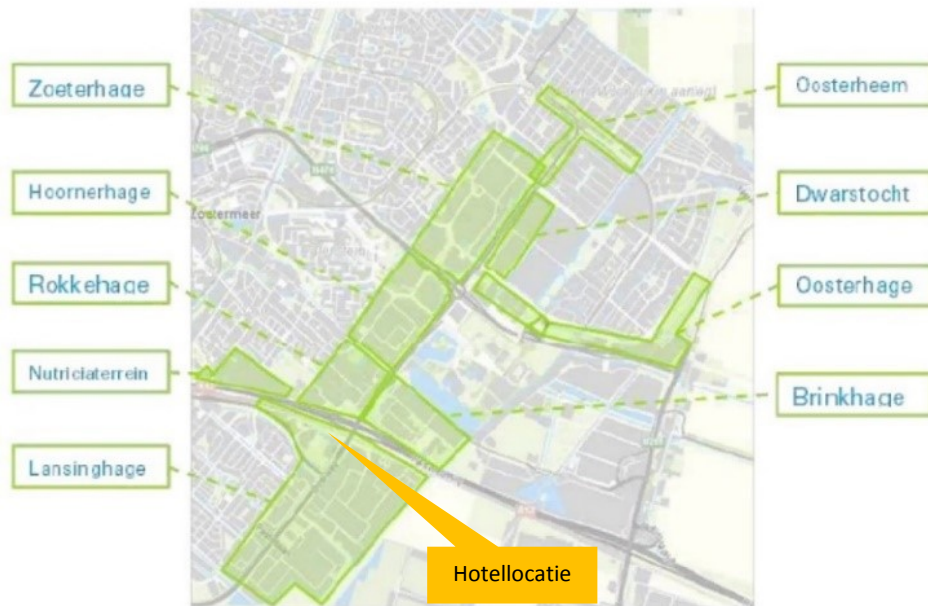 Zoeterhage
Hoornerhage
Rokkehage
Nutriciaterrein
Lansinghage
Oosterheem
Dwarstocht
Oosterhage
Brinkhage
Zoetermeer
Hotellocatie